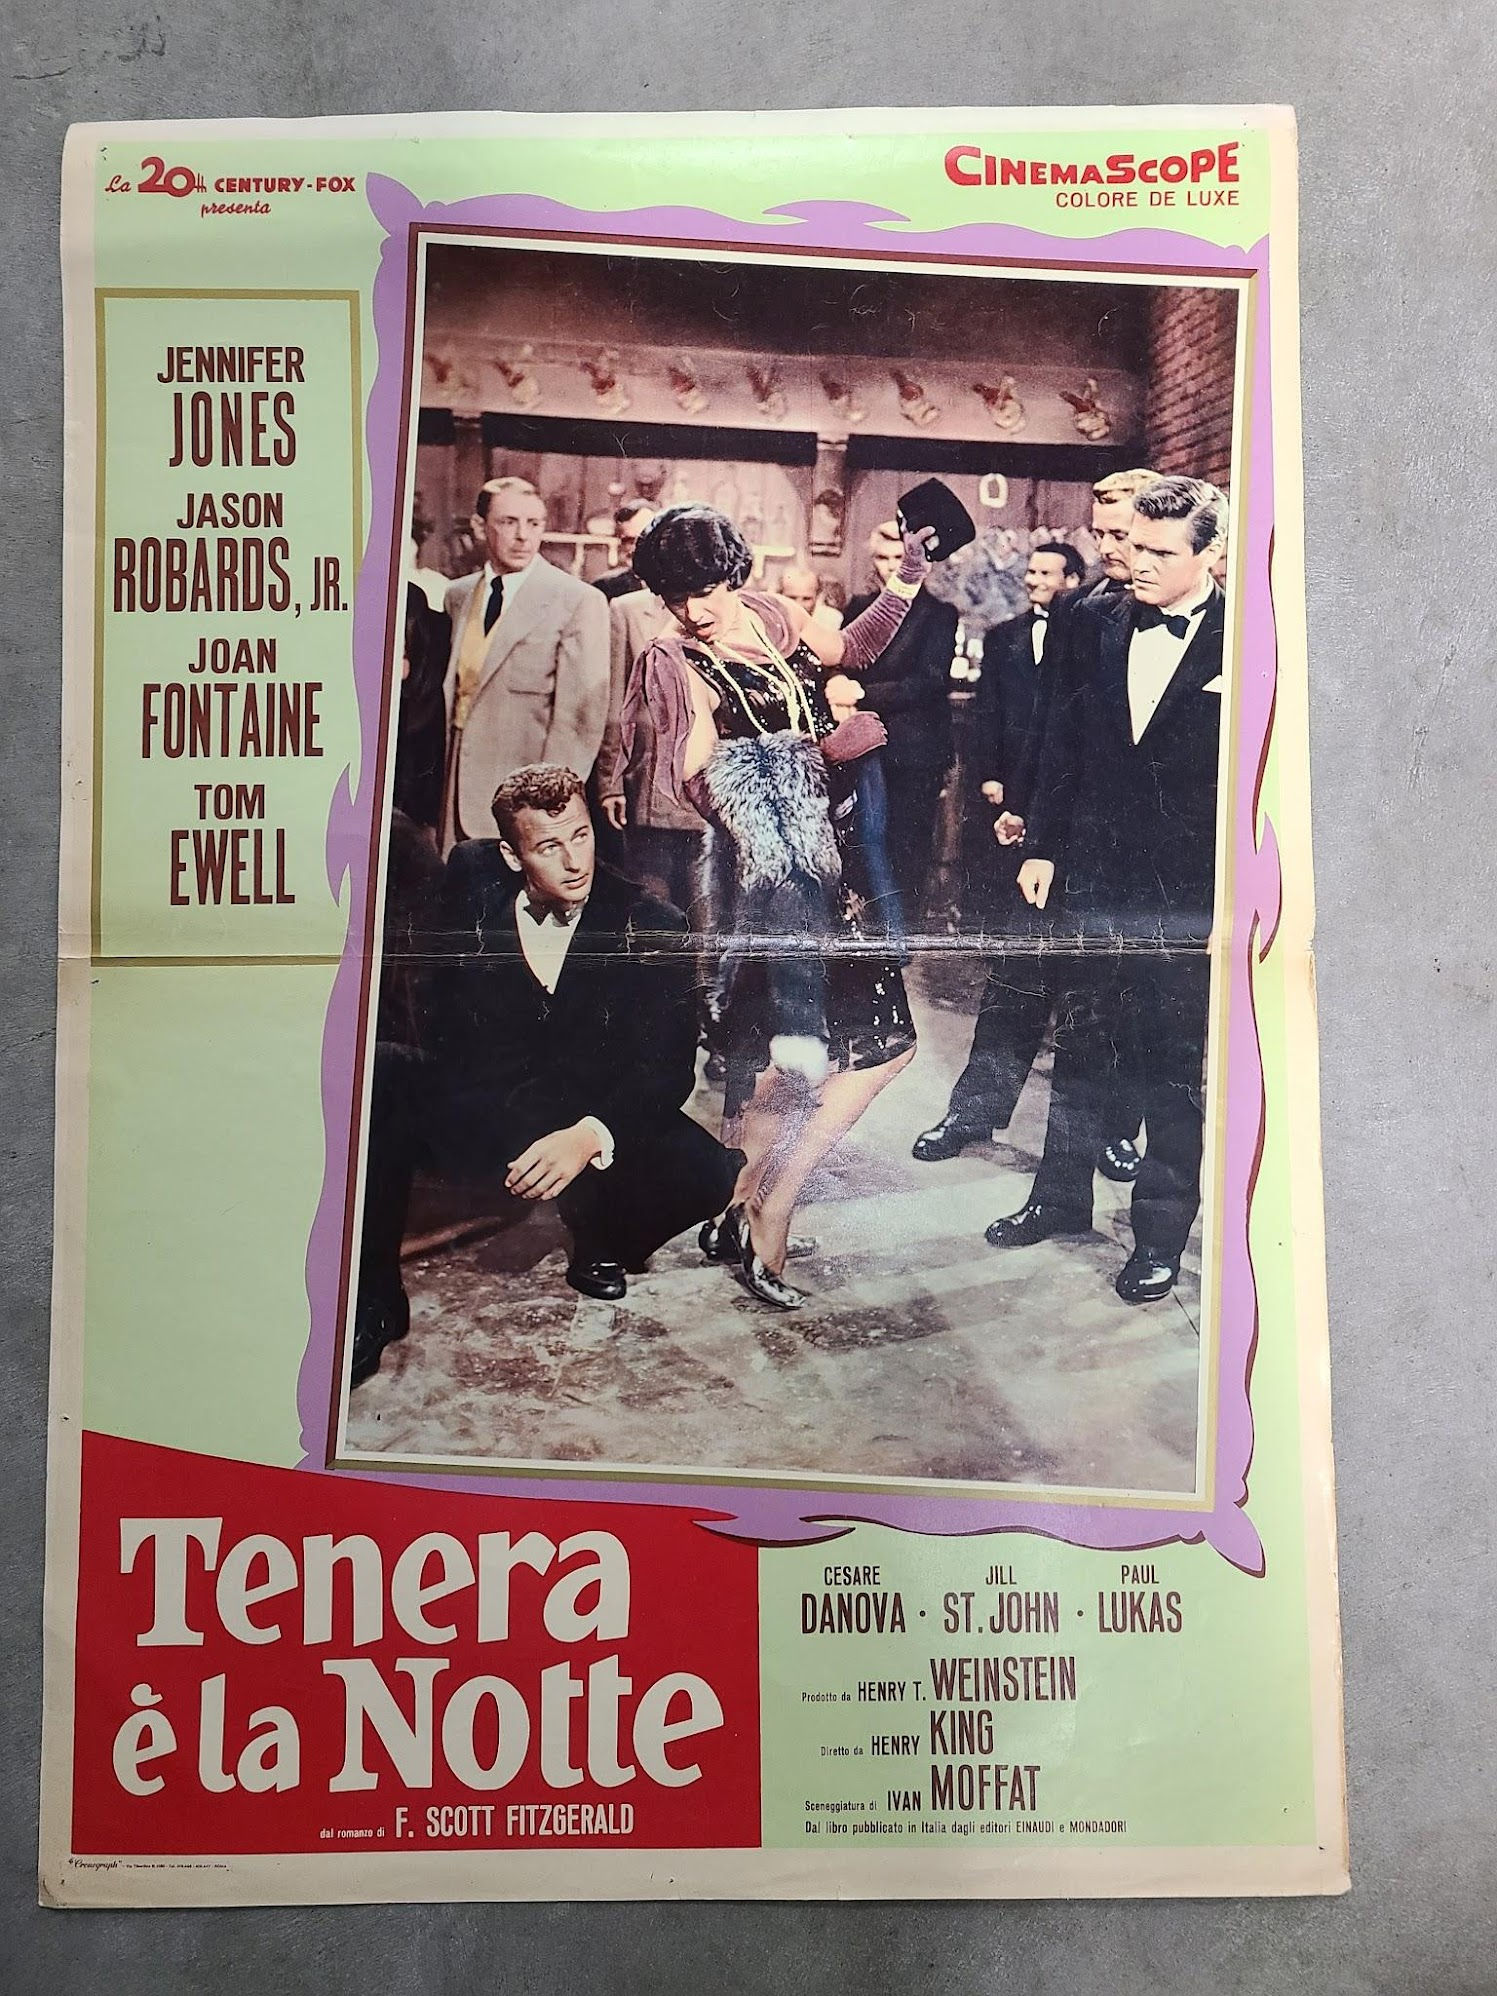 La 20th CENTURY-FOX
presenta
CINEMASCOPE
COLORE DE LUXE
JENNIFER
JONES
JASON
ROBARDS, JR.
JOAN
FONTAINE
TOM
EWELL
Tenera
è la Notte
dal romanzo di F. SCOTT FITZGERALD
CESARE JILL PAUL
DANOVA · ST. JOHN · LUKAS
Prodotto da HENRY T. WEINSTEIN
Diretto da HENRY KING
Sceneggiatura di IVAN MOFFAT
Dal libro pubblicato in Italia dagli editori EINAUDI e MONDADORI